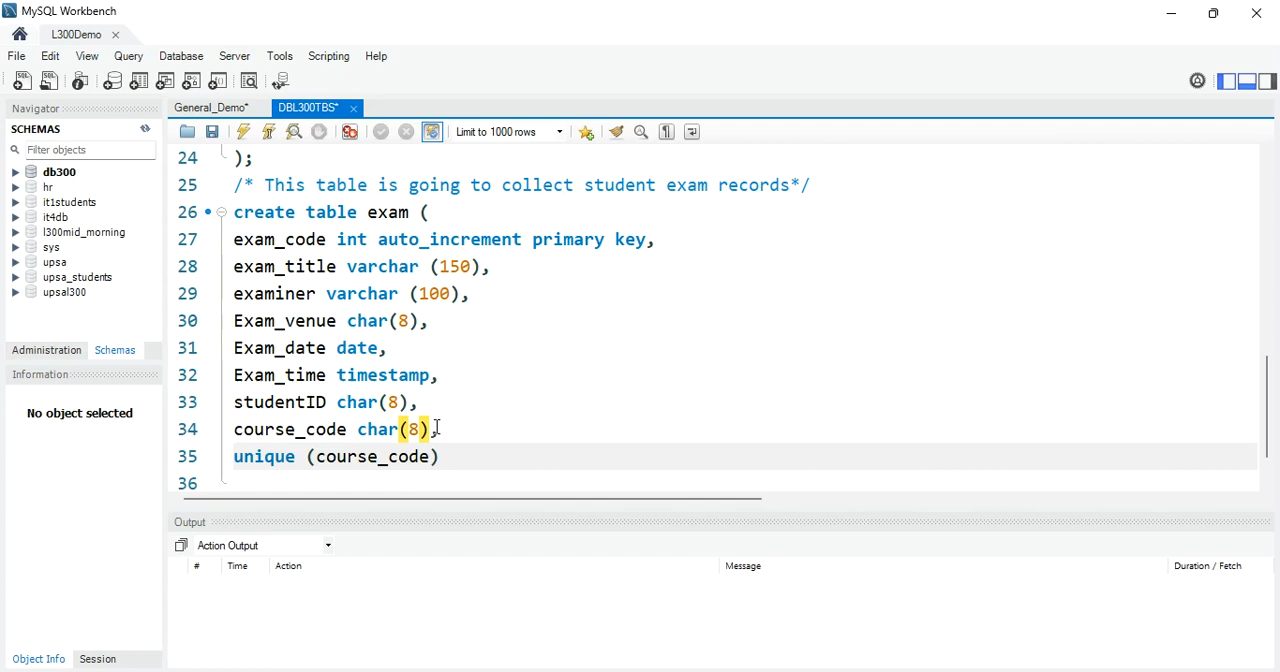 MySQL Workbench
L300Demo
File Edit View Query Database Server Tools Scripting Help
Navigator
General_Demo* DBL300TBS*
SCHEMAS
Limit to 1000 rows
Filter objects
db300
hr
it1students
it4db
l300mid_morning
sys
upsa
upsa_students
upsal300
Administration Schemas
Information
No object selected
24 );
25 /* This table is going to collect student exam records*/
26 create table exam (
27 exam_code int auto_increment primary key,
28 exam_title varchar (150),
29 examiner varchar (100),
30 Exam_venue char(8),
31 Exam_date date,
32 Exam_time timestamp,
33 studentID char(8),
34 course_code char(8),
35 unique (course_code)
36
Output
Action Output
# Time Action Message Duration / Fetch
Object Info Session